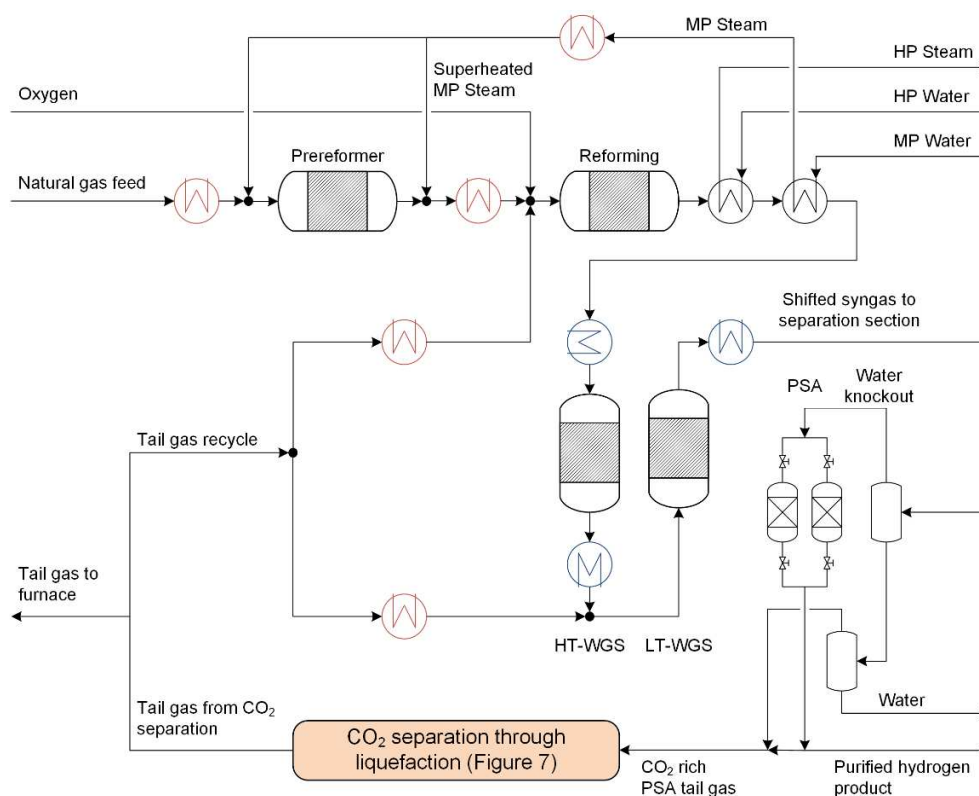 MP Steam
HP Steam
Superheated
MP Steam
Oxygen
HP Water
MP Water
Prereformer
Reforming
Natural gas feed
Shifted syngas to
separation section
PSA
Water
knockout
Tail gas recycle
Tail gas to
furnace
HT-WGS
LT-WGS
Water
Tail gas from CO₂
separation
CO₂ separation through
liquefaction (Figure 7)
CO₂ rich
PSA tail gas
Purified hydrogen
product